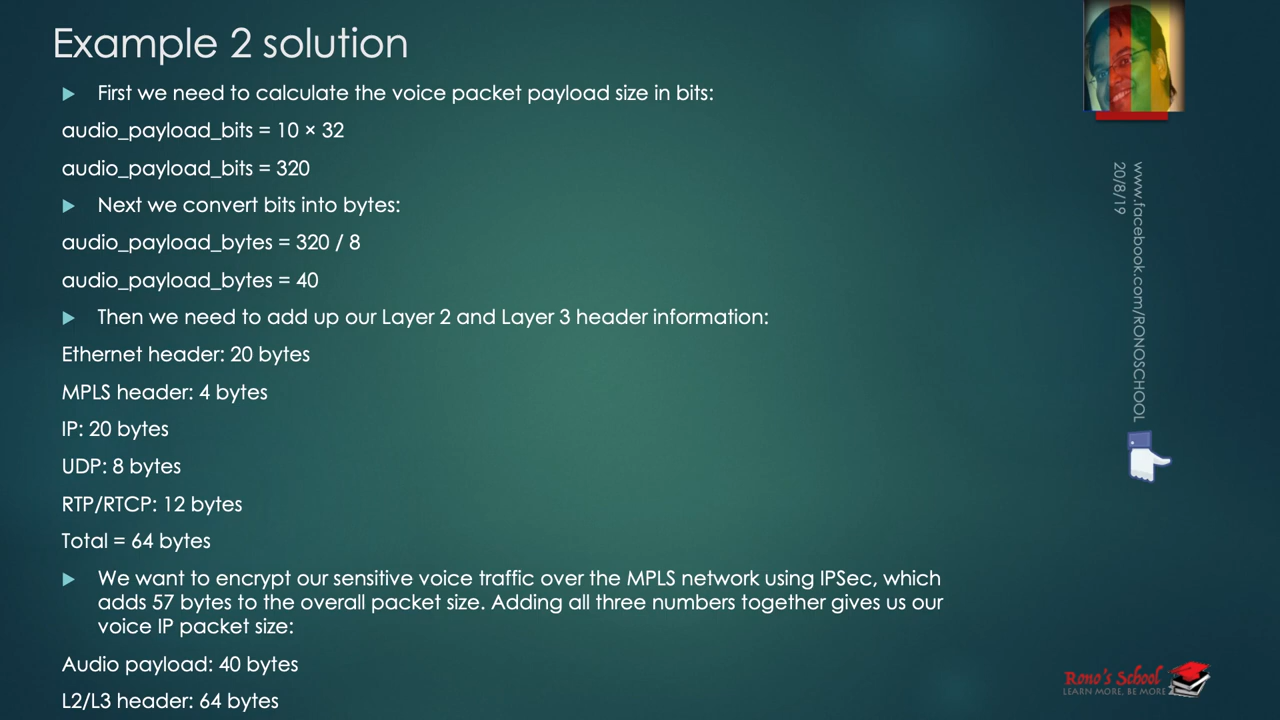 Example 2 solution
First we need to calculate the voice packet payload size in bits:
audio_payload_bits = 10 × 32
audio_payload_bits = 320
Next we convert bits into bytes:
audio_payload_bytes = 320 / 8
audio_payload_bytes = 40
Then we need to add up our Layer 2 and Layer 3 header information:
Ethernet header: 20 bytes
MPLS header: 4 bytes
IP: 20 bytes
UDP: 8 bytes
RTP/RTCP: 12 bytes
Total = 64 bytes
We want to encrypt our sensitive voice traffic over the MPLS network using IPSec, which
adds 57 bytes to the overall packet size. Adding all three numbers together gives us our
voice IP packet size:
Audio payload: 40 bytes
L2/L3 header: 64 bytes
www.facebook.com/RONOSCHOOL
20/8/19
Rono's School
LEARN MORE, BE MORE